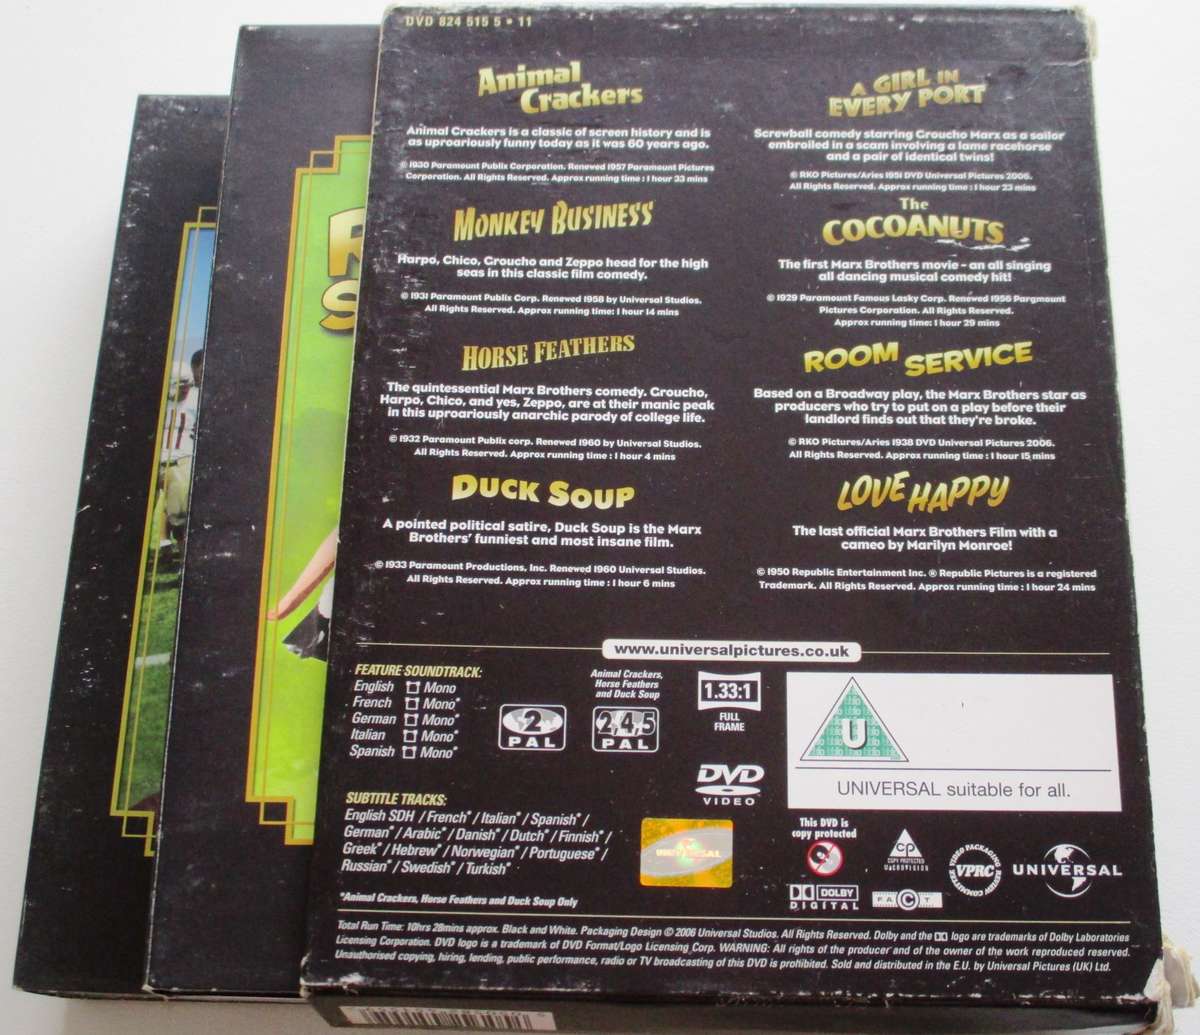 DVD 824 515 5 • 11
Animal
Crackers
Animal Crackers is a classic of screen history and is
as uproariously funny today as it was 60 years ago.
© 1930 Paramount Publix Corporation. Renewed 1957 Paramount Pictures
Corporation. All Rights Reserved. Approx running time : 1 hour 33 mins
MONKEY BUSINESS
Harpo, Chico, Groucho and Zeppo head for the high
seas in this classic film comedy.
© 1931 Paramount Publix Corp. Renewed 1958 by Universal Studios.
All Rights Reserved. Approx running time: 1 hour 14 mins
HORSE FEATHERS
The quintessential Marx Brothers comedy. Groucho,
Harpo, Chico, and yes, Zeppo, are at their manic peak
in this uproariously anarchic parody of college life.
© 1932 Paramount Publix corp. Renewed 1960 by Universal Studios.
All Rights Reserved. Approx running time : 1 hour 4 mins
DUCK SOUP
A pointed political satire, Duck Soup is the Marx
Brothers' funniest and most insane film.
© 1933 Paramount Productions, Inc. Renewed 1960 Universal Studios.
All Rights Reserved. Approx running time : 1 hour 6 mins
A GIRL IN
EVERY PORT
Screwball comedy starring Groucho Marx as a sailor
embroiled in a scam involving a lame racehorse
and a pair of identical twins!
© RKO Pictures/Aries 1951 DVD Universal Pictures 2006.
All Rights Reserved. Approx running time : 1 hour 23 mins
The
COCOANUTS
The first Marx Brothers movie - an all singing
all dancing musical comedy hit!
© 1929 Paramount Famous Lasky Corp. Renewed 1956 Pargmount
Pictures Corporation. All Rights Reserved.
Approx running time : 1 hour 29 mins
ROOM SERVICE
Based on a Broadway play, the Marx Brothers star as
producers who try to put on a play before their
landlord finds out that they're broke.
© RKO Pictures/Aries 1938 DVD Universal Pictures 2006.
All Rights Reserved. Approx running time : 1 hour 15 mins
LOVE HAPPY
The last official Marx Brothers Film with a
cameo by Marilyn Monroe!
© 1950 Republic Entertainment Inc. ® Republic Pictures is a registered
Trademark. All Rights Reserved. Approx running time : 1 hour 24 mins
www.universalpictures.co.uk
FEATURE SOUNDTRACK:
English Mono
French Mono*
German Mono*
Italian Mono*
Spanish Mono*
2
PAL
Animal Crackers,
Horse Feathers
and Duck Soup
2,4,5
PAL
1.33:1
FULL
FRAME
DVD
VIDEO
U
UNIVERSAL suitable for all.
SUBTITLE TRACKS:
English SDH / French* / Italian* / Spanish* /
German* / Arabic* / Danish* / Dutch* / Finnish* /
Greek* / Hebrew* / Norwegian* / Portuguese* /
Russian* / Swedish* / Turkish*
*Animal Crackers, Horse Feathers and Duck Soup Only
UNIVERSAL
This DVD is
copy protected
DOLBY
DIGITAL
CP
COPY PROTECTED
MACROVISION
FACT
VIDEO PACKAGING REVIEW COMMITTEE
VPRC
UNIVERSAL
Total Run Time: 10hrs 28mins approx. Black and White. Packaging Design © 2006 Universal Studios. All Rights Reserved. Dolby and the logo are trademarks of Dolby Laboratories
Licensing Corporation. DVD logo is a trademark of DVD Format/Logo Licensing Corp. WARNING: All rights of the producer and of the owner of the work reproduced reserved.
Unauthorised copying, hiring, lending, public performance, radio or TV broadcasting of this DVD is prohibited. Sold and distributed in the E.U. by Universal Pictures (UK) Ltd.